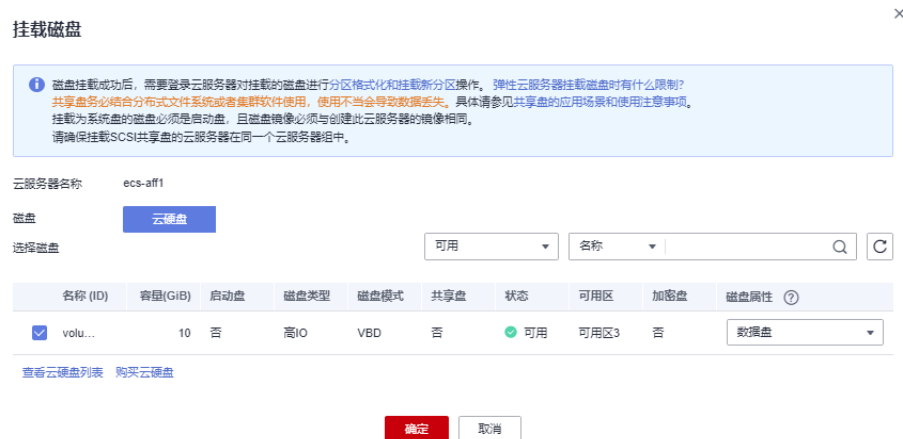 挂载磁盘
磁盘挂载成功后，需要登录云服务器对挂载的磁盘进行分区格式化和挂载新分区操作。 弹性云服务器挂载磁盘时有什么限制?
共享盘务必结合分布式文件系统或者集群软件使用，使用不当会导致数据丢失。具体请参见共享盘的应用场景和使用注意事项。
挂载为系统盘的磁盘必须是启动盘，且磁盘镜像必须与创建此云服务器的镜像相同。
请确保挂载SCSI共享盘的云服务器在同一个云服务器组中。
云服务器名称 ecs-aff1
磁盘 云硬盘
选择磁盘 可用 名称
名称 (ID) 容量(GiB) 启动盘 磁盘类型 磁盘模式 共享盘 状态 可用区 加密盘 磁盘属性 ?
volu... 10 否 高IO VBD 否 可用 可用区3 否 数据盘
查看云硬盘列表 购买云硬盘
确定 取消